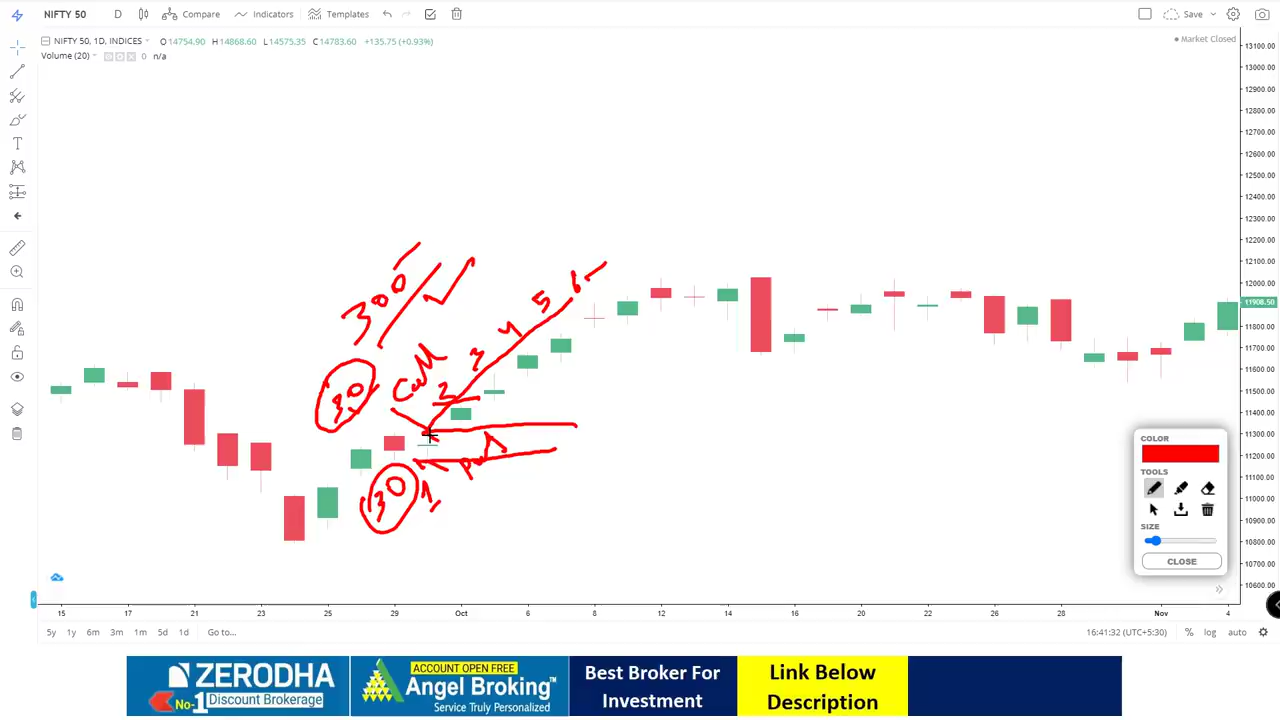 NIFTY 50 D Compare Indicators Templates Save
NIFTY 50, 1D, INDICES O14754.90 H14868.60 L14575.35 C14783.60 +135.75 (+0.93%)
Market Closed
Volume (20) 0 n/a
13100.00
13000.00
12900.00
12800.00
12700.00
12600.00
12500.00
12400.00
12300.00
12200.00
12100.00
12000.00
11908.50
11800.00
11700.00
11600.00
11500.00
11400.00
11300.00
11200.00
11100.00
11000.00
10900.00
10800.00
10700.00
10600.00
300
6
5
4
3
2
Call
30
put
30
1
COLOR
TOOLS
SIZE
CLOSE
15 17 21 23 25 29 Oct 6 8 12 14 16 20 22 26 28 Nov 4
5y 1y 6m 3m 1m 5d 1d Go to... 16:41:32 (UTC+5:30) % log auto
ZERODHA
No-1 Discount Brokerage
ACCOUNT OPEN FREE
Angel Broking™
Service Truly Personalized
Best Broker For
Investment
Link Below
Description